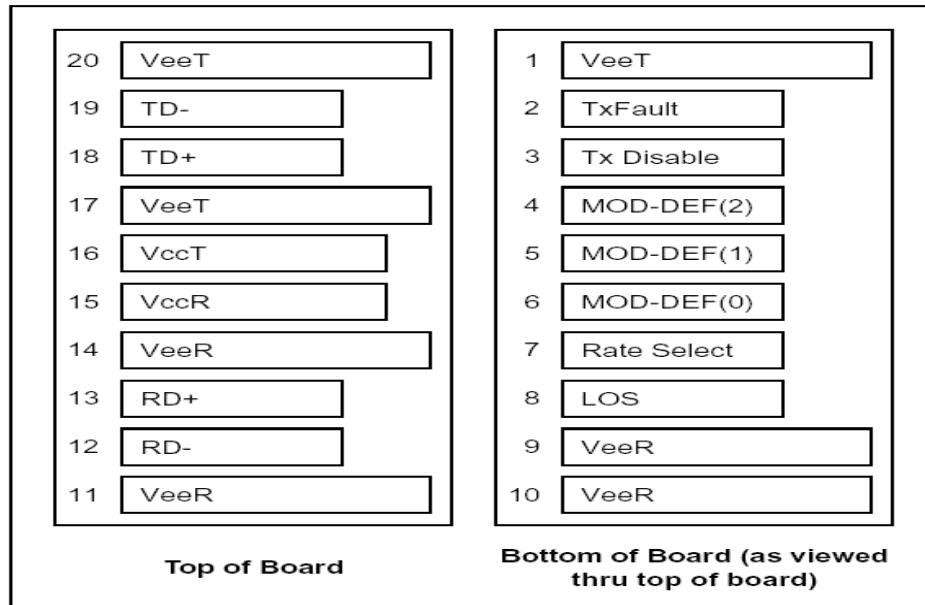 20 VeeT
19 TD-
18 TD+
17 VeeT
16 VccT
15 VccR
14 VeeR
13 RD+
12 RD-
11 VeeR
Top of Board
1 VeeT
2 TxFault
3 Tx Disable
4 MOD-DEF(2)
5 MOD-DEF(1)
6 MOD-DEF(0)
7 Rate Select
8 LOS
9 VeeR
10 VeeR
Bottom of Board (as viewed
thru top of board)